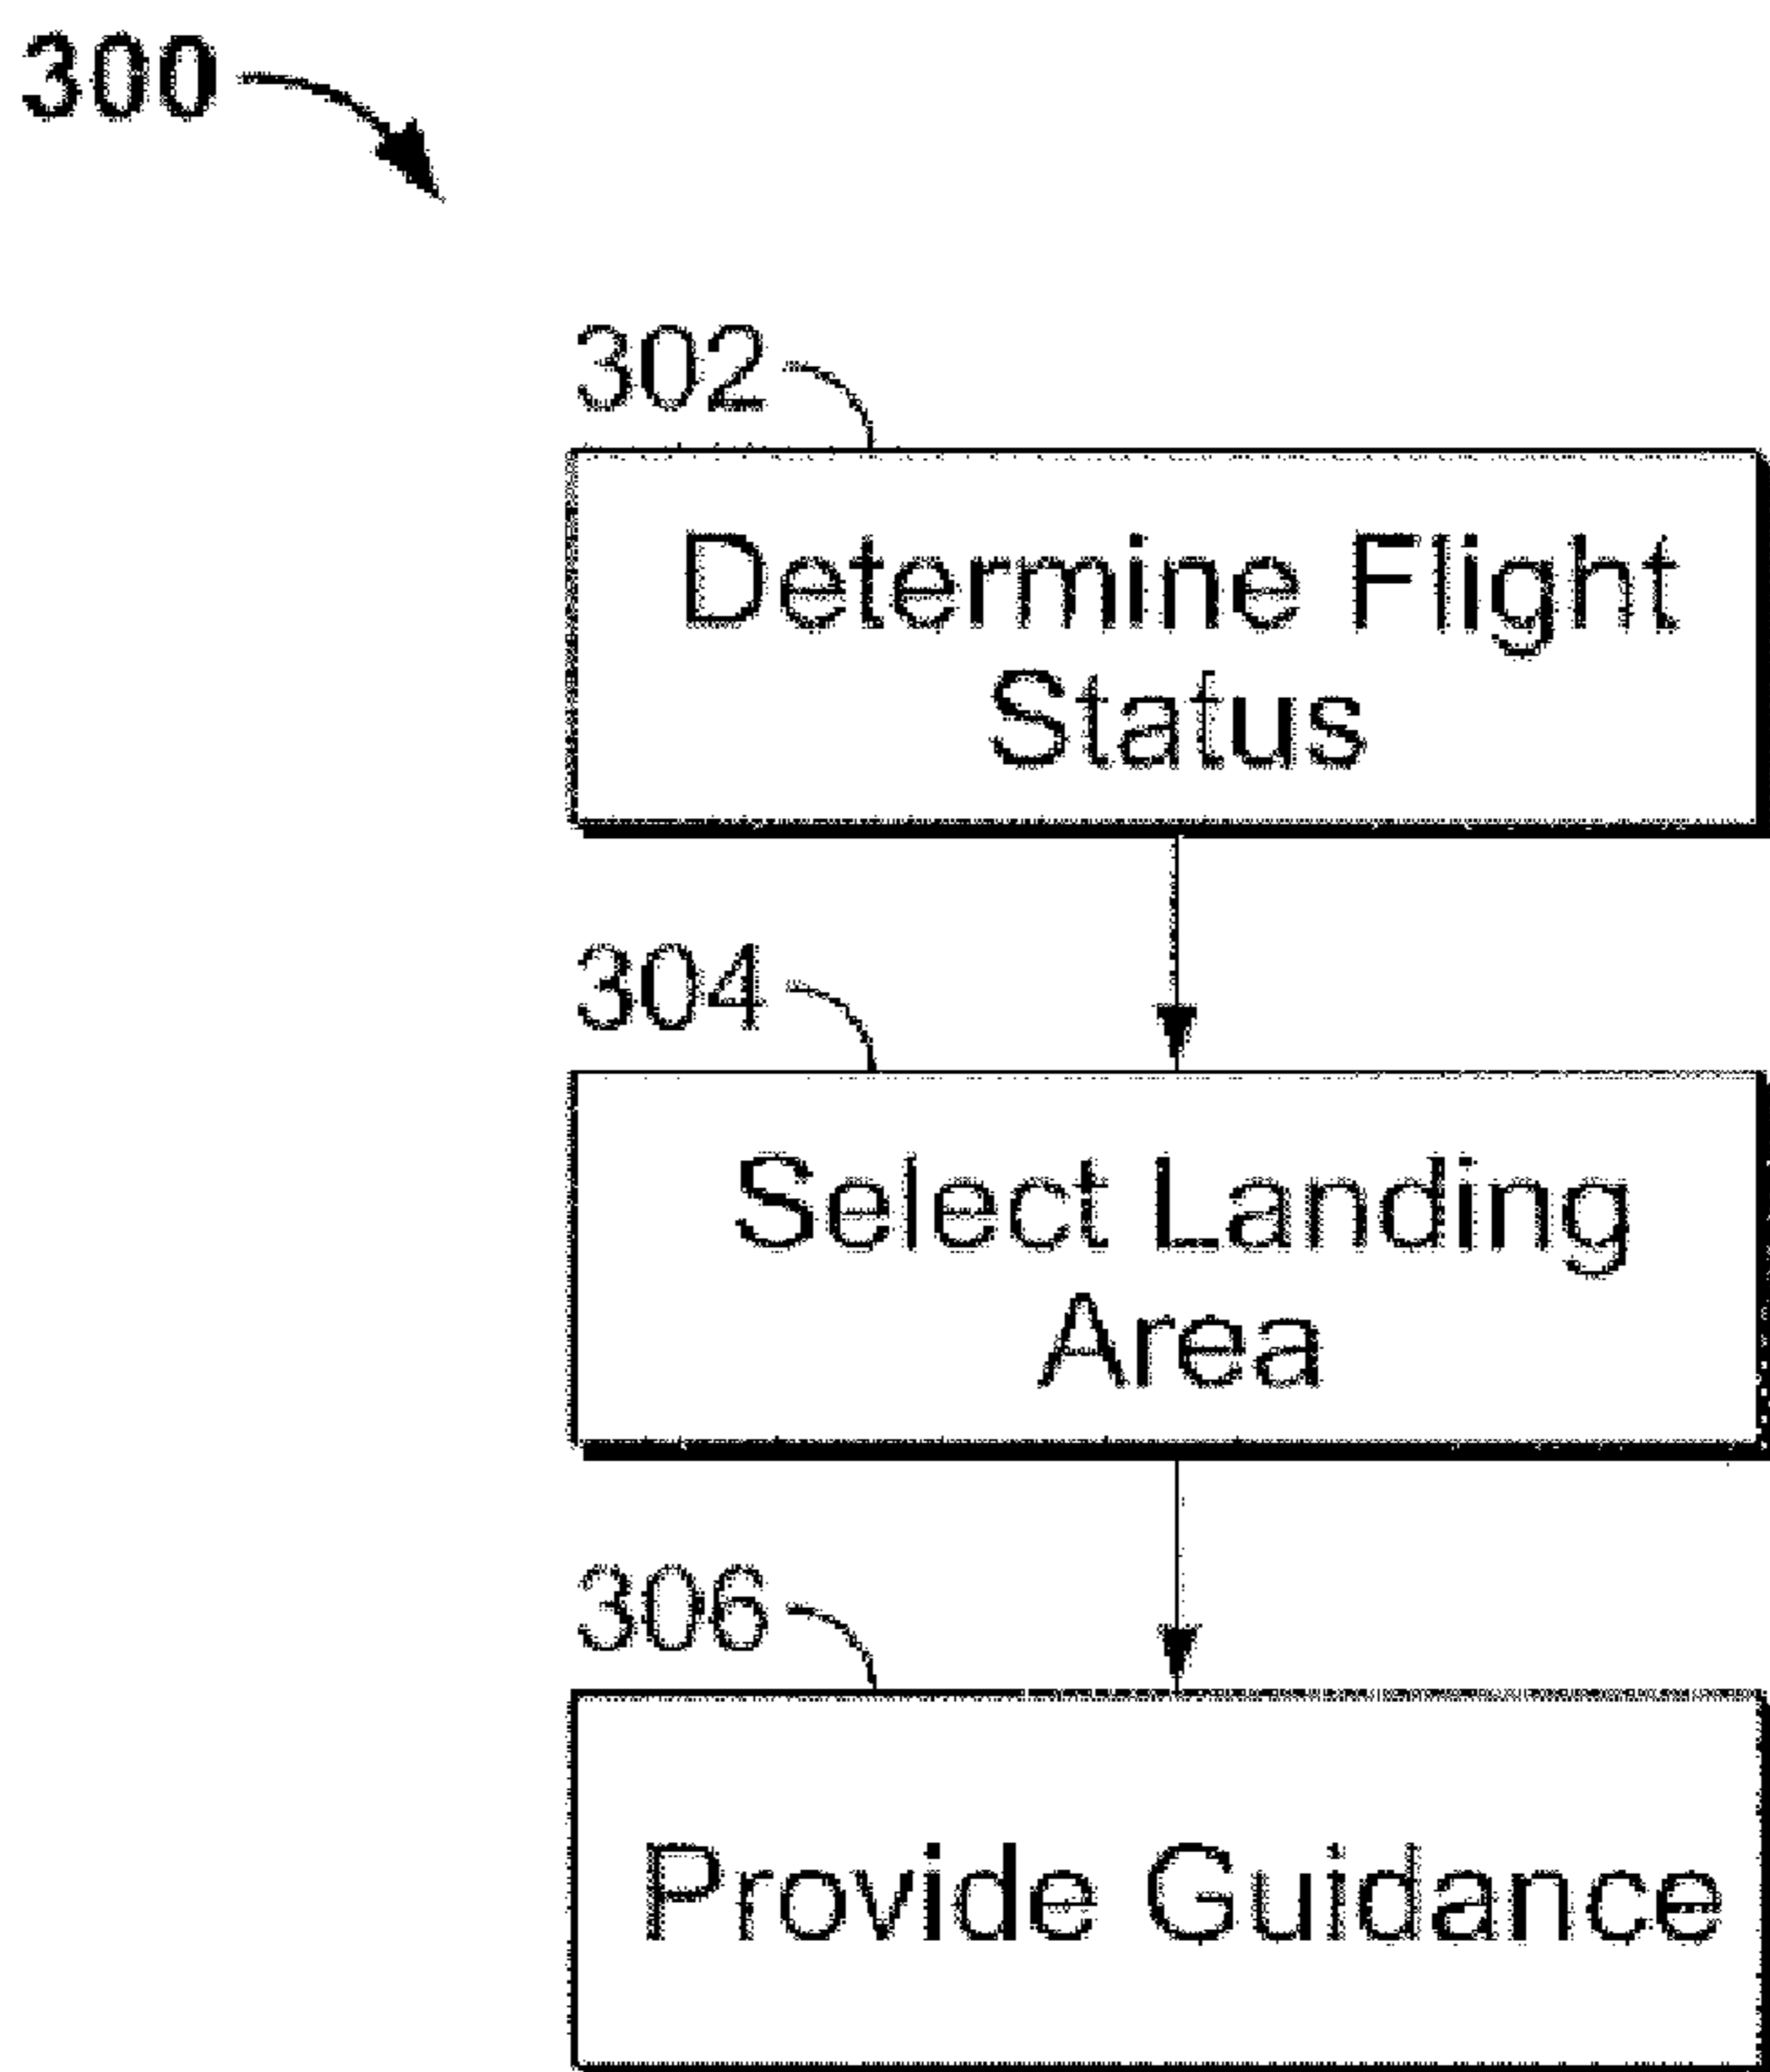 300
302
Determine Flight
Status
304
Select Landing
Area
306
Provide Guidance